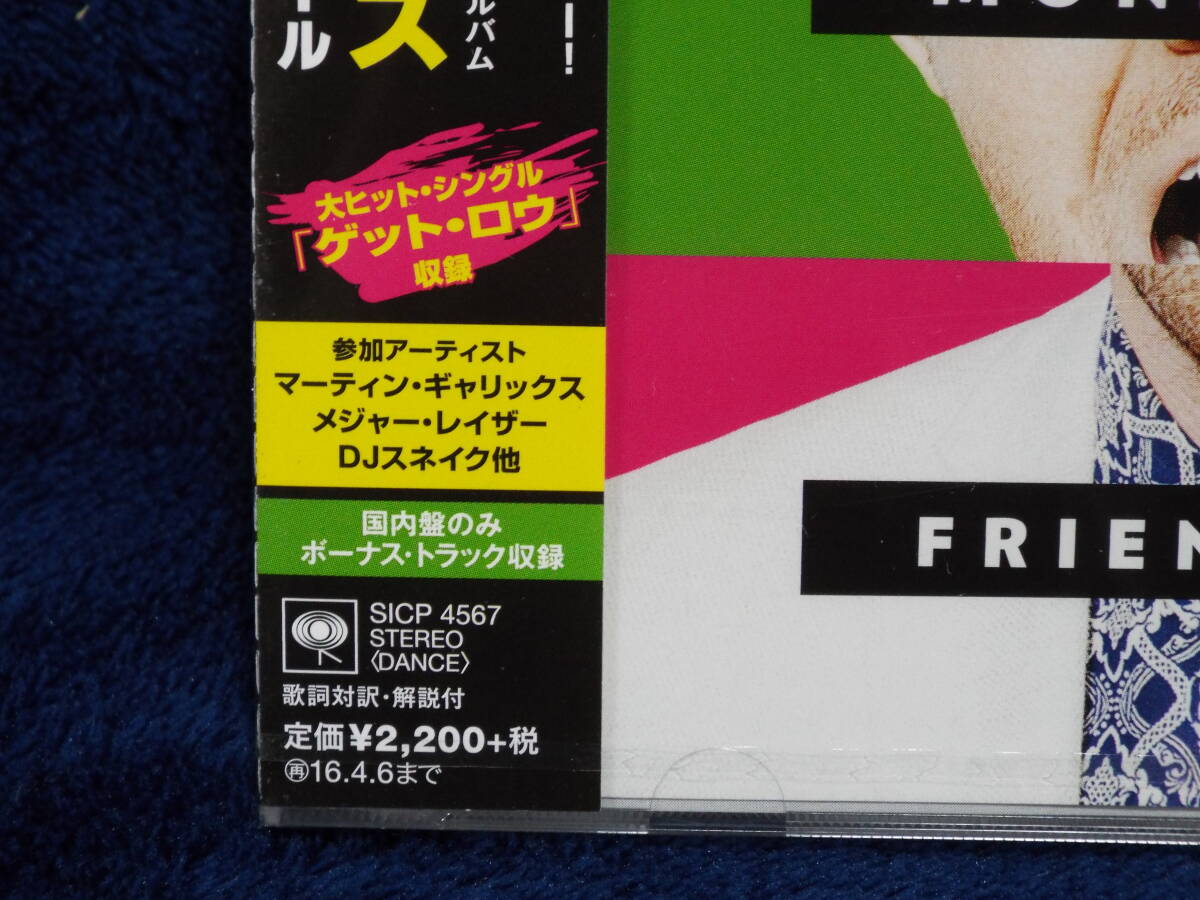 ール
ス
ルバム
ー!
大ヒット・シングル
「ゲット・ロウ」
収録
参加アーティスト
マーティン・ギャリックス
メジャー・レイザー
DJスネイク他
国内盤のみ
ボーナス・トラック収録
SICP 4567
STEREO
〈DANCE〉
歌詞対訳・解説付
定価¥2,200+税
再16.4.6まで
FRIEN